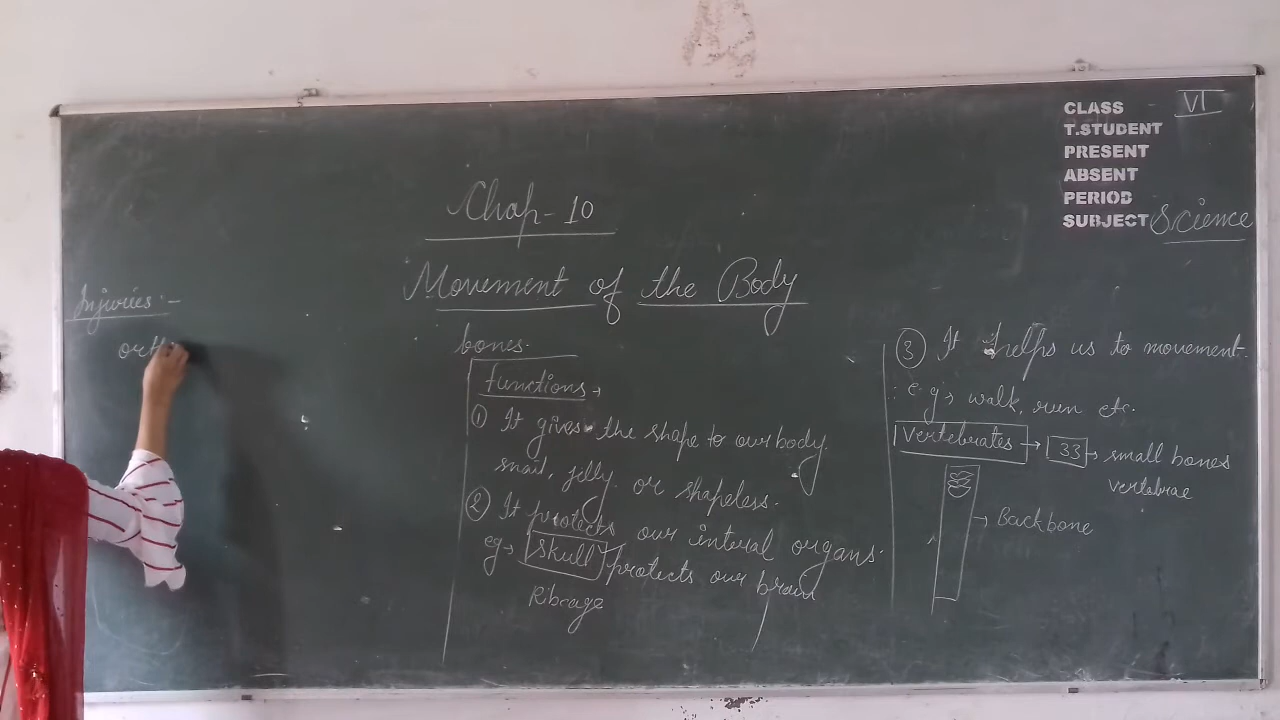 CLASS VI
T.STUDENT
PRESENT
ABSENT
PERIOD
SUBJECT Science
Chap-10
Movement of the Body
Injuries:-
orth
bones.
functions →
① It gives the shape to our body.
snail, jelly or shapeless.
② It protects our interal organs.
eg → skull protects our brain
Ribcage
③ It helps us to movement.
: e.g → walk, run etc.
vertebrates → 33 → small bones
vertebrae
→ Backbone